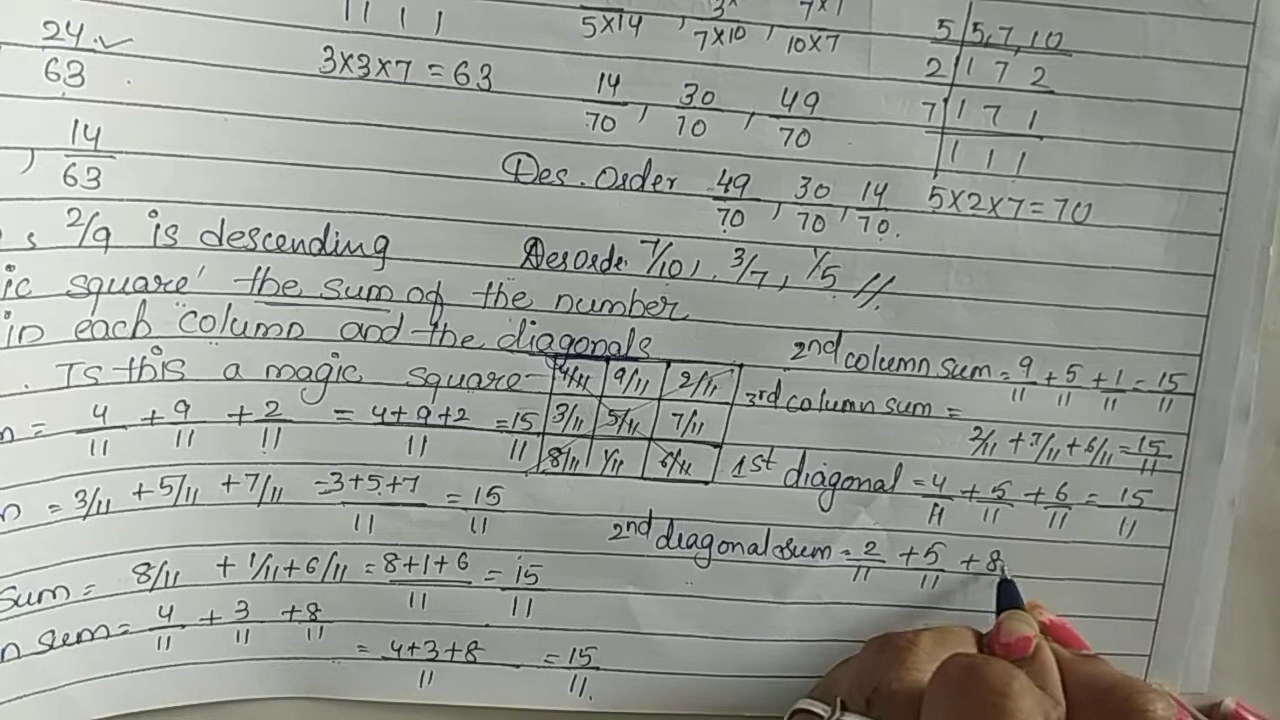 24 / 63
3×3×7 = 63
14 / 63
5×14 , 7×10 , 10×7
14/70 , 30/70 , 49/70
Des. Order 49/70 , 30/70 , 14/70.
5 | 5, 7, 10
2 | 1 7 2
7 | 1 7 1
1 1 1
5×2×7 = 70
2/9 is descending
Des orde. 7/10, 3/7, 1/5 //.
ic square' the sum of the number
in each column and the diagonals
. Is this a magic square-
4/11 9/11 2/11
3/11 5/11 7/11
8/11 1/11 6/11
= 4/11 + 9/11 + 2/11 = 4+9+2/11 = 15/11
= 3/11 + 5/11 + 7/11 = 3+5+7/11 = 15/11
sum = 8/11 + 1/11 + 6/11 = 8+1+6/11 = 15/11
n sum = 4/11 + 3/11 + 8/11
= 4+3+8/11 = 15/11.
2nd column sum = 9/11 + 5/11 + 1/11 = 15/11
3rd column sum =
2/11 + 7/11 + 6/11 = 15/11
1st diagonal = 4/11 + 5/11 + 6/11 = 15/11
2nd diagonal sum = 2/11 + 5/11 + 8